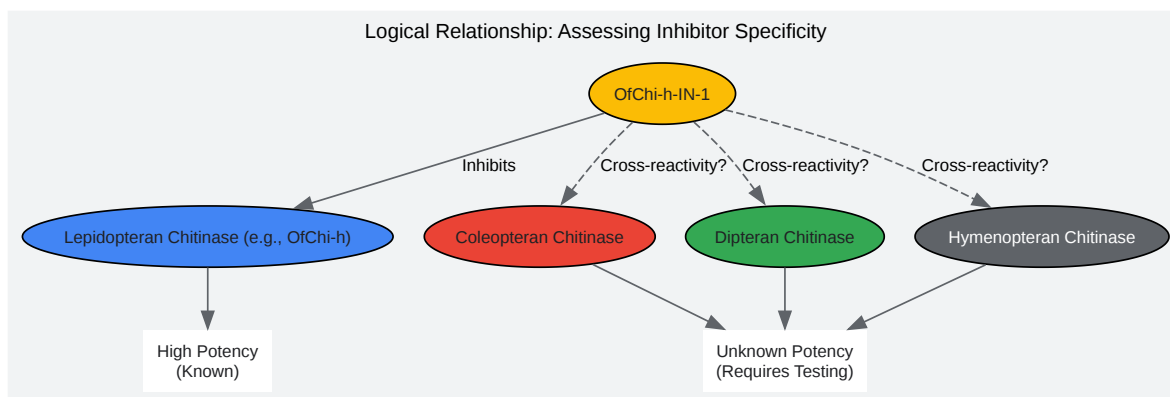 Logical Relationship: Assessing Inhibitor Specificity
OfChi-h-IN-1
Inhibits
Cross-reactivity?
Cross-reactivity?
Cross-reactivity?
Lepidopteran Chitinase (e.g., OfChi-h)
Coleopteran Chitinase
Dipteran Chitinase
Hymenopteran Chitinase
High Potency
(Known)
Unknown Potency
(Requires Testing)